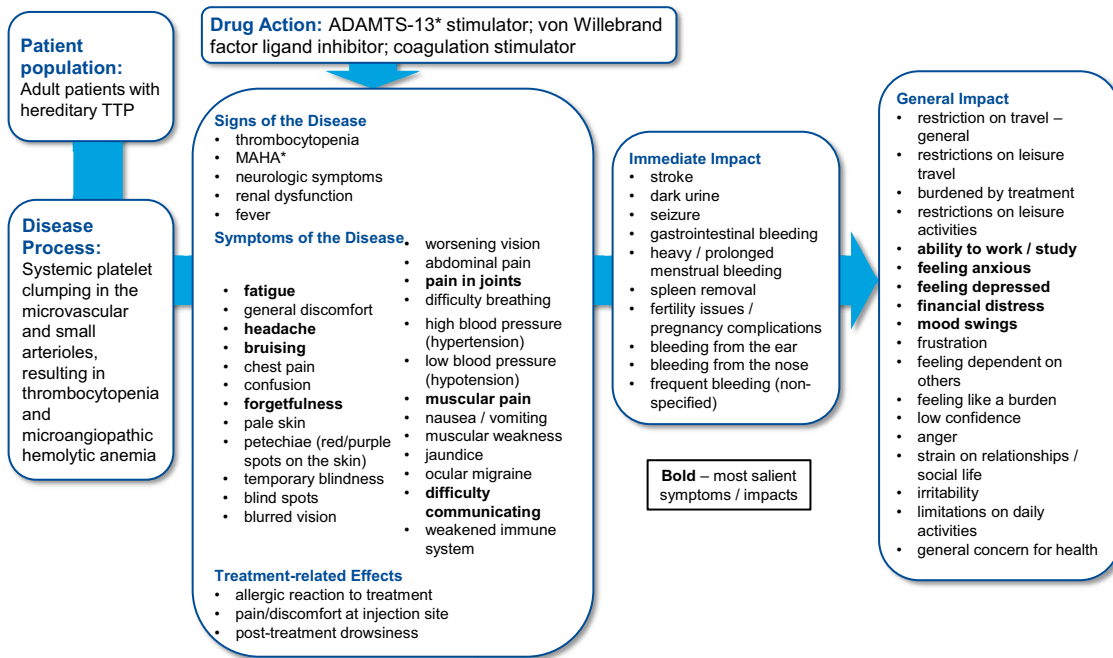 Drug Action: ADAMTS-13* stimulator; von Willebrand
factor ligand inhibitor; coagulation stimulator
Patient
population:
Adult patients with
hereditary TTP
Disease
Process:
Systemic platelet
clumping in the
microvascular
and small
arterioles,
resulting in
thrombocytopenia
and
microangiopathic
hemolytic anemia
Signs of the Disease
• thrombocytopenia
• MAHA*
• neurologic symptoms
• renal dysfunction
• fever
Symptoms of the Disease
• fatigue
• general discomfort
• headache
• bruising
• chest pain
• confusion
• forgetfulness
• pale skin
• petechiae (red/purple
spots on the skin)
• temporary blindness
• blind spots
• blurred vision
• worsening vision
• abdominal pain
• pain in joints
• difficulty breathing
• high blood pressure
(hypertension)
• low blood pressure
(hypotension)
• muscular pain
• nausea / vomiting
• muscular weakness
• jaundice
• ocular migraine
• difficulty
communicating
• weakened immune
system
Treatment-related Effects
• allergic reaction to treatment
• pain/discomfort at injection site
• post-treatment drowsiness
Immediate Impact
• stroke
• dark urine
• seizure
• gastrointestinal bleeding
• heavy / prolonged
menstrual bleeding
• spleen removal
• fertility issues /
pregnancy complications
• bleeding from the ear
• bleeding from the nose
• frequent bleeding (non-
specified)
Bold – most salient
symptoms / impacts
General Impact
• restriction on travel –
general
• restrictions on leisure
travel
• burdened by treatment
• restrictions on leisure
activities
• ability to work / study
• feeling anxious
• feeling depressed
• financial distress
• mood swings
• frustration
• feeling dependent on
others
• feeling like a burden
• low confidence
• anger
• strain on relationships /
social life
• irritability
• limitations on daily
activities
• general concern for health